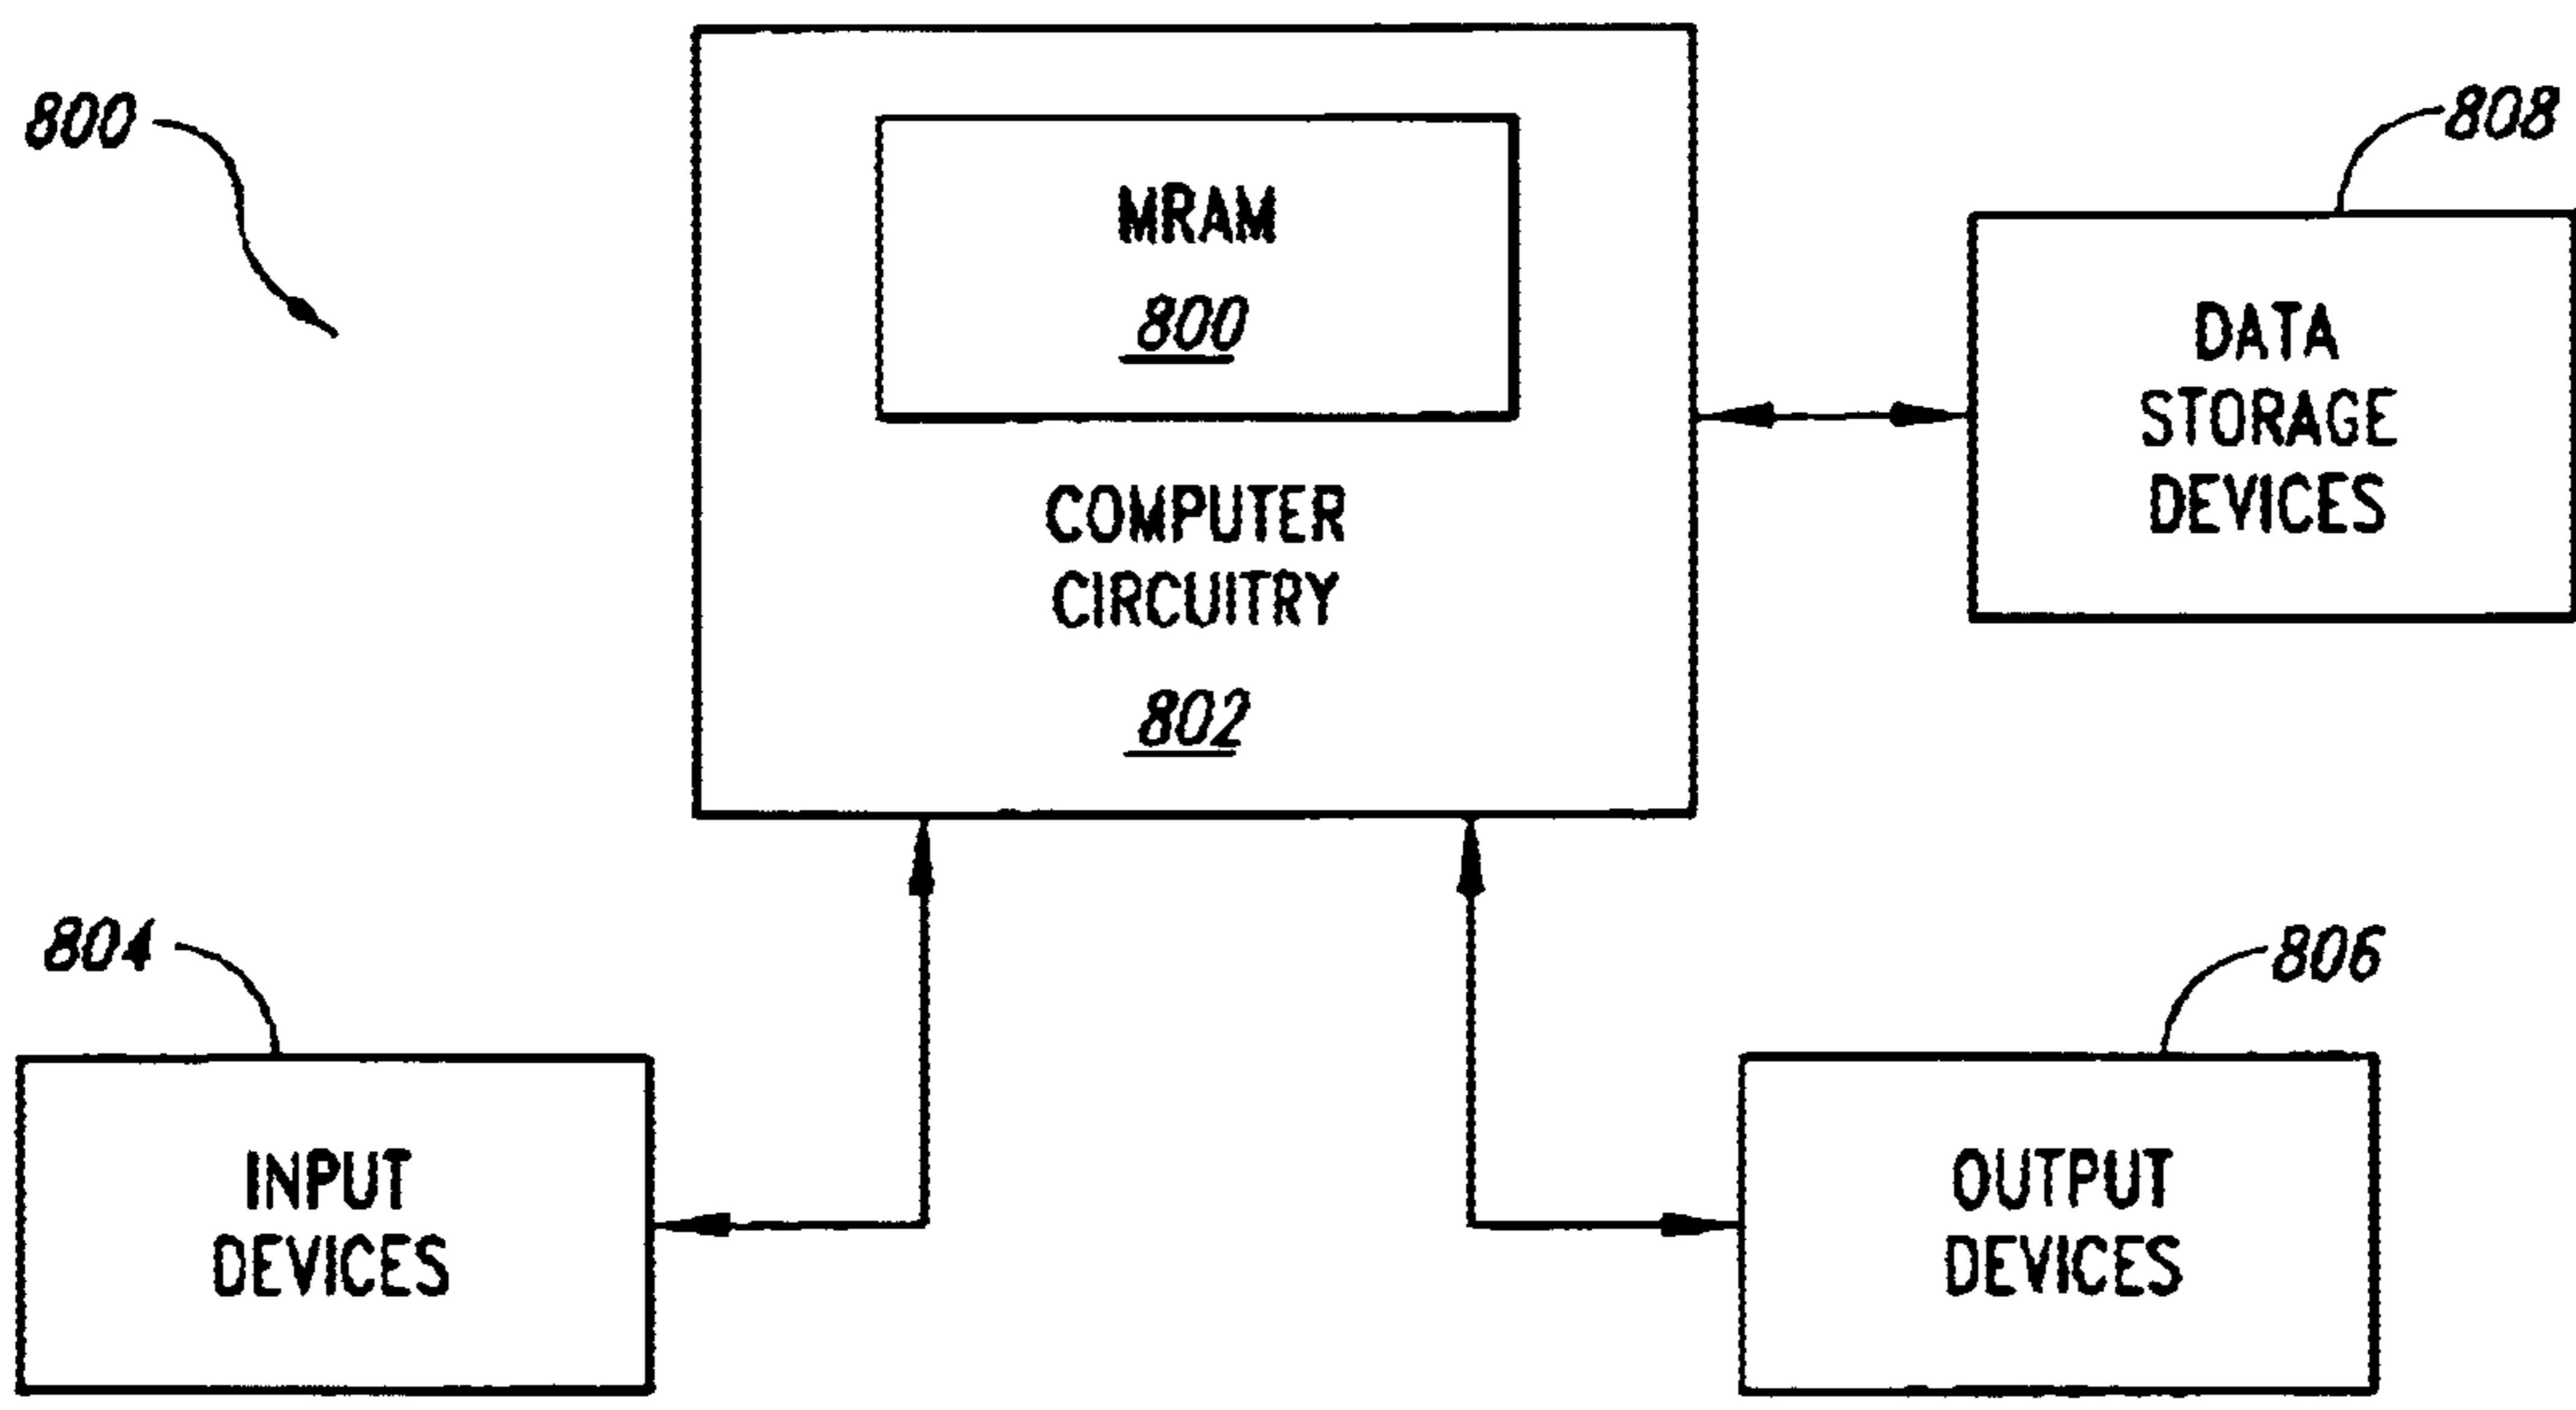 800
MRAM
800
COMPUTER
CIRCUITRY
802
808
DATA
STORAGE
DEVICES
804
INPUT
DEVICES
806
OUTPUT
DEVICES